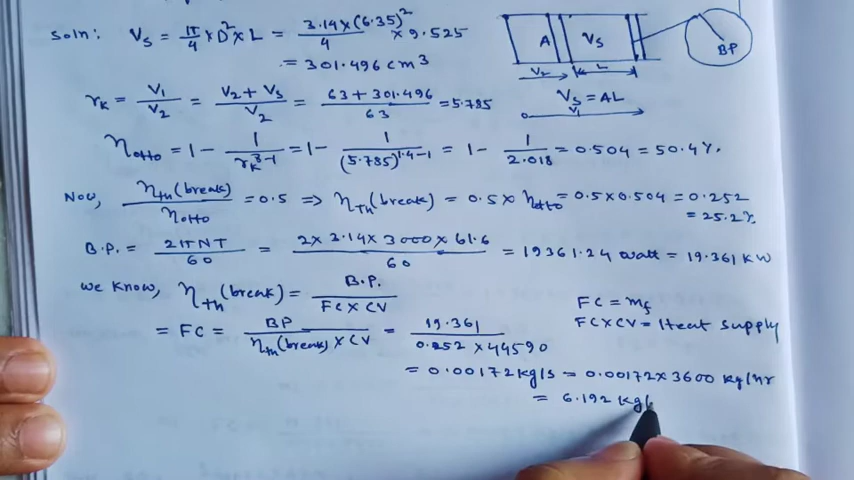 Soln: Vs = π/4 × D² × L = 3.14×(6.35)²/4 × 9.525
= 301.496 cm³
A Vs BP
V₂ L
Vs = AL
V₁
rk = V₁/V₂ = V₂ + Vs/V₂ = 63 + 301.496/63 = 5.785
ηotto = 1 - 1/rk^γ-1 = 1 - 1/(5.785)^1.4-1 = 1 - 1/2.018 = 0.504 = 50.4%.
Now, ηth(break)/ηotto = 0.5 ⇒ ηTh(break) = 0.5 × ηotto = 0.5 × 0.504 = 0.252
= 25.2%
B.P. = 2πNT/60 = 2 × 3.14 × 3000 × 61.6/60 = 19361.24 watt = 19.361 KW
We Know, ηth(break) = B.P./FC × CV
FC = mf
FC×CV = Heat supply
= FC = BP/ηth(break) × CV = 19.361/0.252 × 44590
= 0.00172 kg/s = 0.00172 × 3600 kg/hr
= 6.192 kg/